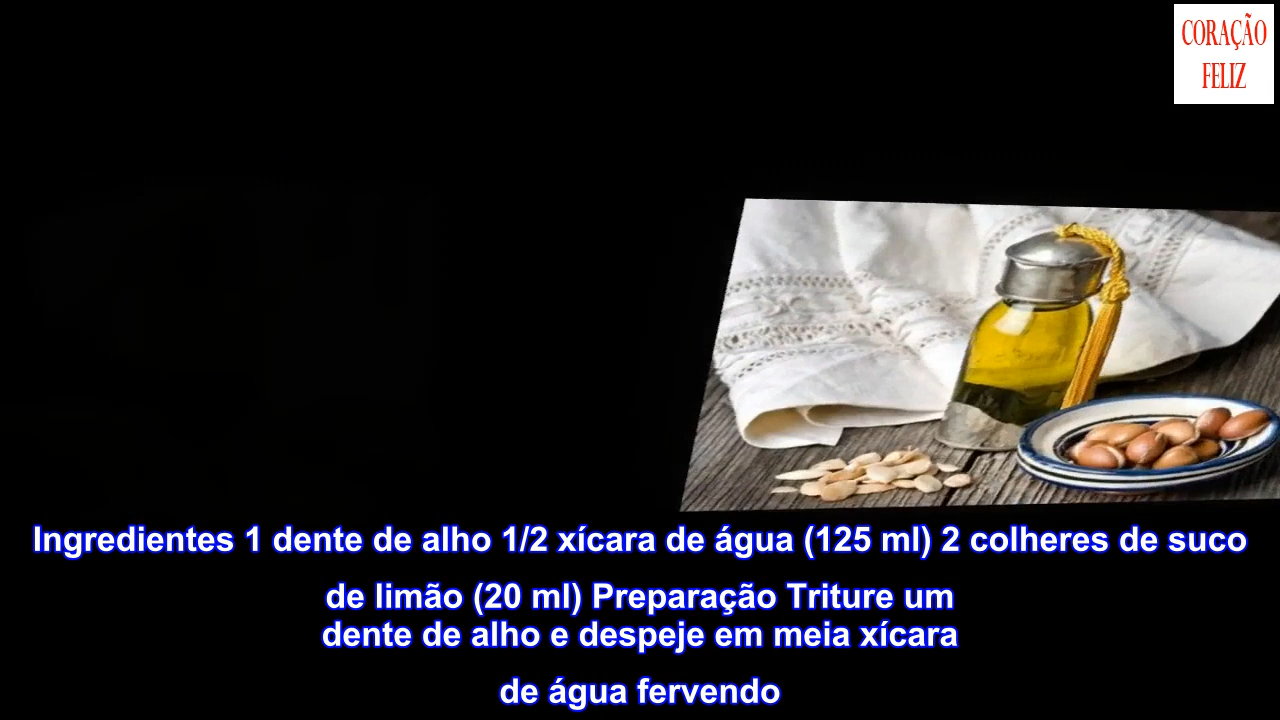 CORAÇÃO
FELIZ
Ingredientes 1 dente de alho 1/2 xícara de água (125 ml) 2 colheres de suco
de limão (20 ml) Preparação Triture um
dente de alho e despeje em meia xícara
de água fervendo